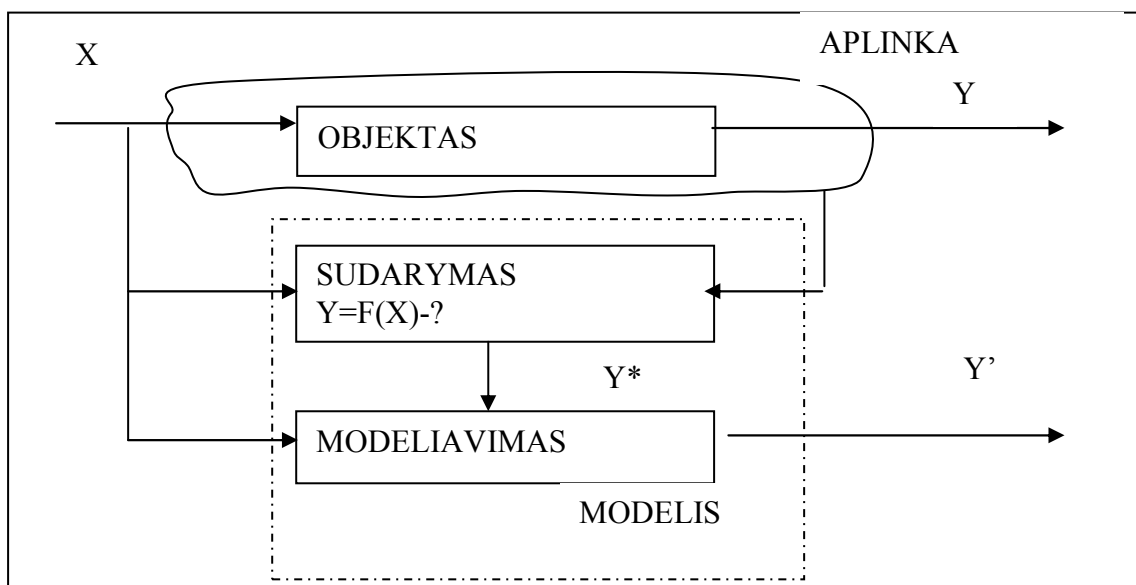 APLINKA
X
Y
OBJEKTAS
SUDARYMAS
Y=F(X)-?
Y*
Y’
MODELIAVIMAS
MODELIS